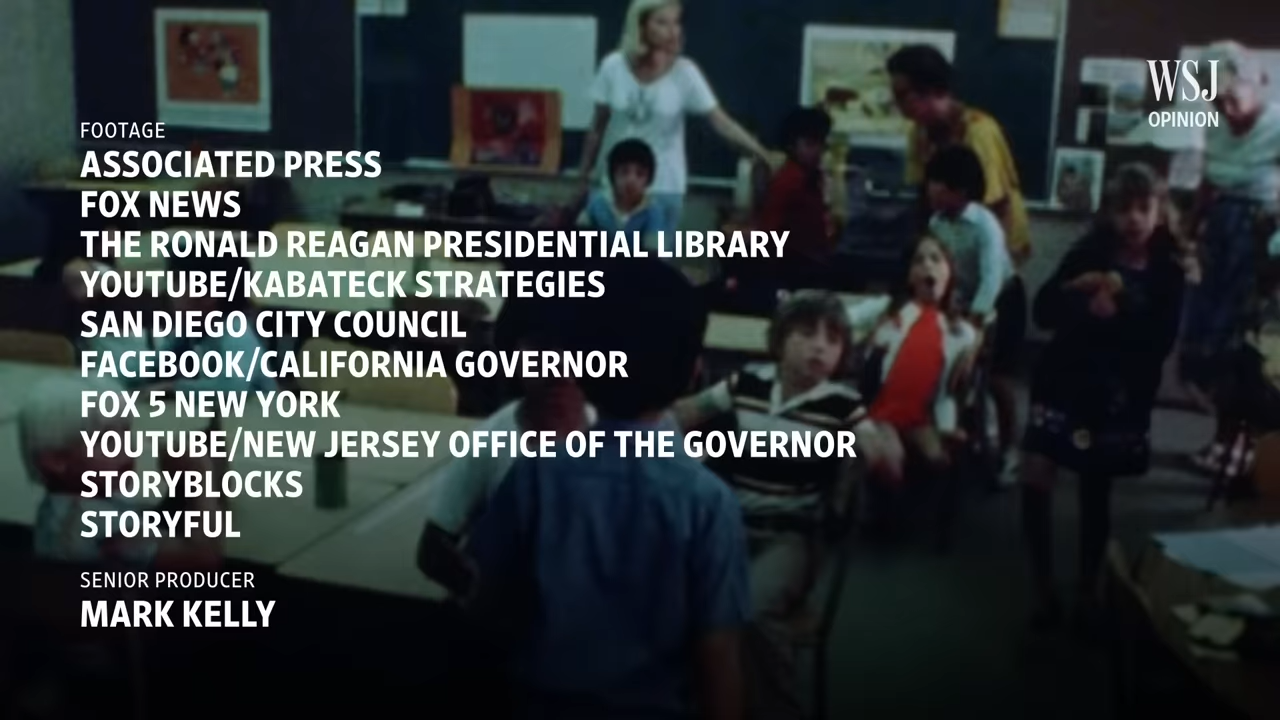 WSJ
OPINION
FOOTAGE
ASSOCIATED PRESS
FOX NEWS
THE RONALD REAGAN PRESIDENTIAL LIBRARY
YOUTUBE/KABATECK STRATEGIES
SAN DIEGO CITY COUNCIL
FACEBOOK/CALIFORNIA GOVERNOR
FOX 5 NEW YORK
YOUTUBE/NEW JERSEY OFFICE OF THE GOVERNOR
STORYBLOCKS
STORYFUL
SENIOR PRODUCER
MARK KELLY